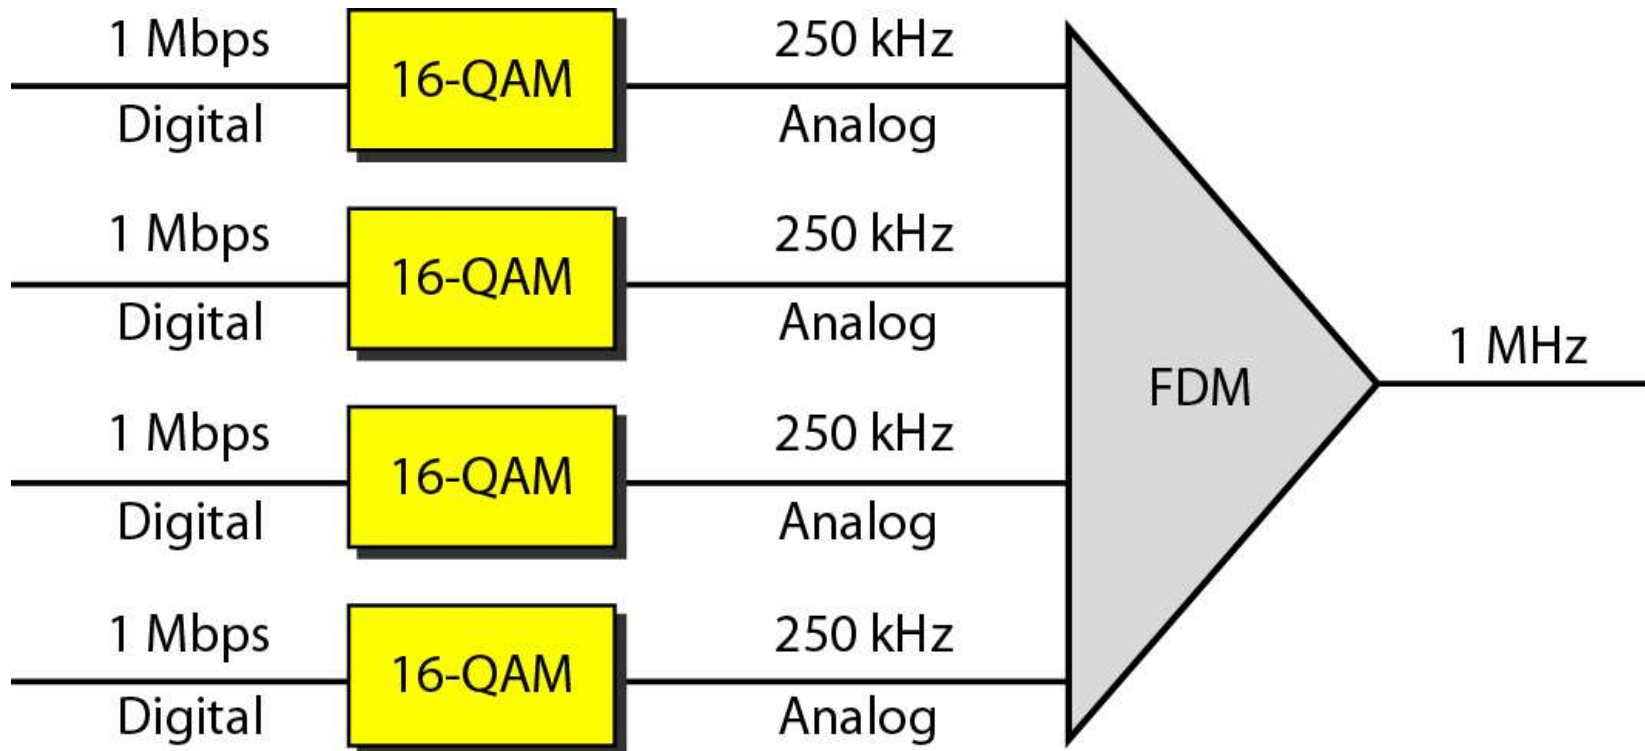 1 Mbps
Digital
16-QAM
250 kHz
Analog
1 Mbps
Digital
16-QAM
250 kHz
Analog
1 Mbps
Digital
16-QAM
250 kHz
Analog
1 Mbps
Digital
16-QAM
250 kHz
Analog
FDM
1 MHz